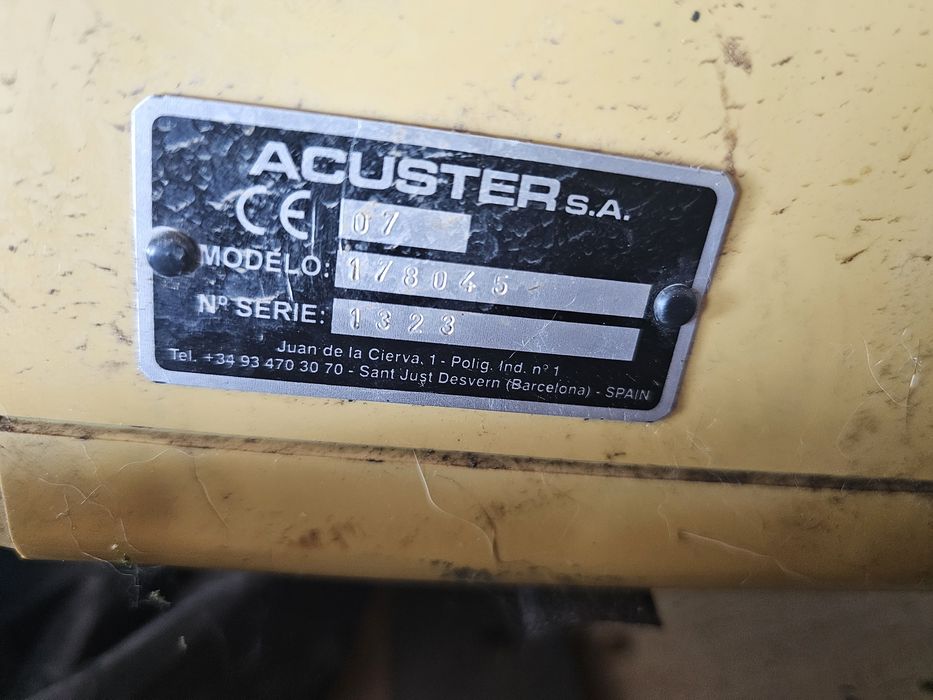 ACUSTER S.A.
CE 07
MODELO: 178045
Nº SERIE: 1323
Juan de la Cierva, 1 - Polig. Ind. nº 1
Tel. +34 93 470 30 70 - Sant Just Desvern (Barcelona) - SPAIN